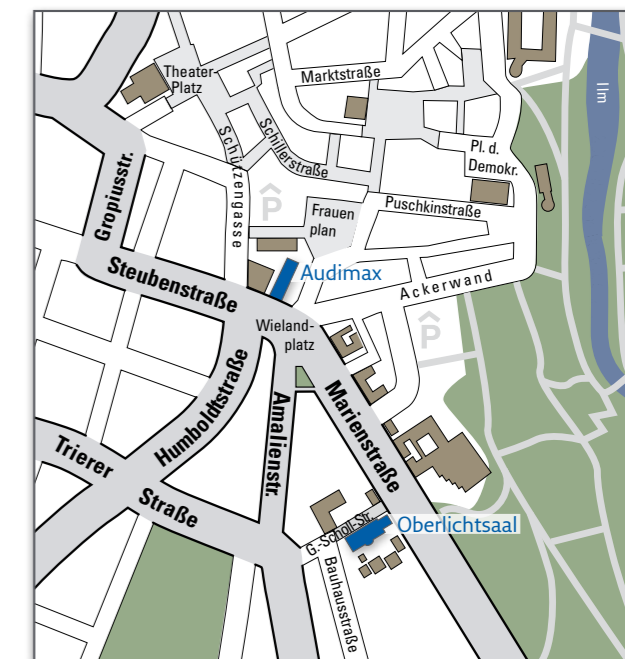 Theater-
Platz
Marktstraße
Ilm
Schillerstraße
Schützengasse
Pl. d.
Demokr.
Gropiusstr.
P
Frauen
plan
Puschkinstraße
Audimax
Steubenstraße
Ackerwand
P
Wieland-
platz
Humboldtstraße
Amalienstr.
Marienstraße
Trierer
Straße
G.-Scholl-Str.
Oberlichtsaal
Bauhausstraße